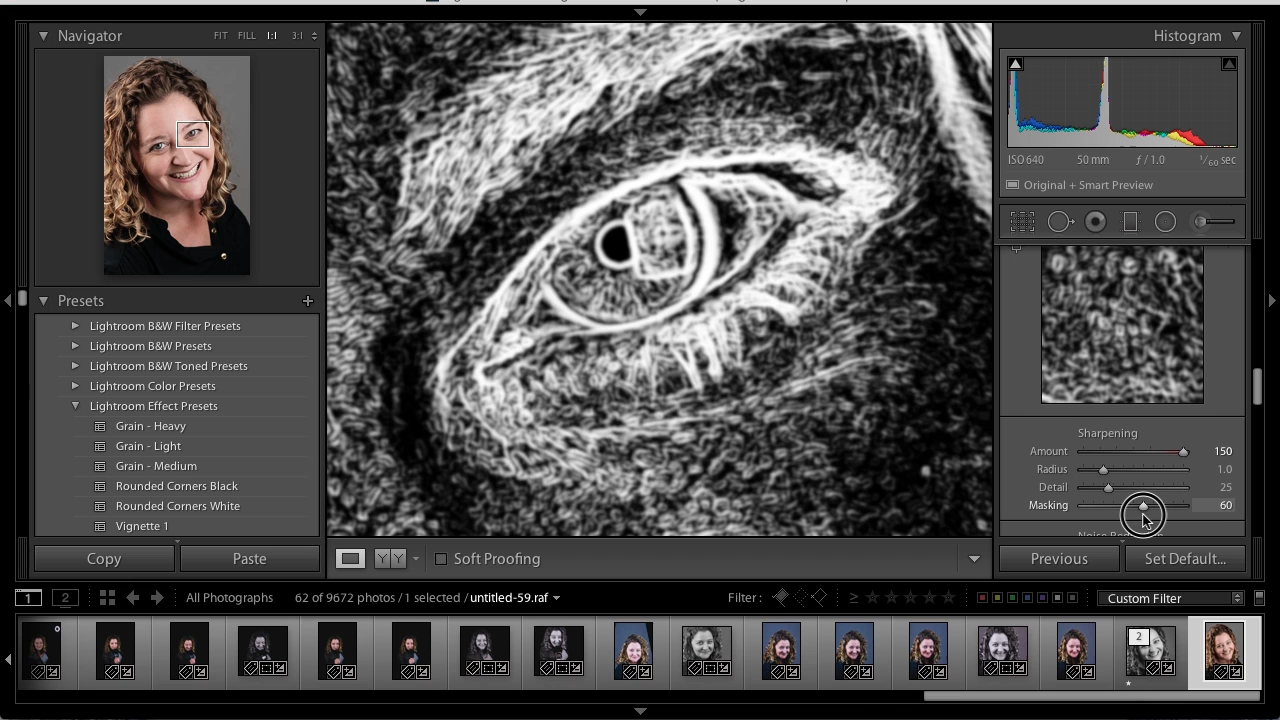 Navigator FIT FILL 1:1 3:1
Histogram
ISO 640 50 mm ƒ / 1.0 1/60 sec
Original + Smart Preview
Presets +
Lightroom B&W Filter Presets
Lightroom B&W Presets
Lightroom B&W Toned Presets
Lightroom Color Presets
Lightroom Effect Presets
Grain - Heavy
Grain - Light
Grain - Medium
Rounded Corners Black
Rounded Corners White
Vignette 1
Sharpening
Amount 150
Radius 1.0
Detail 25
Masking 60
Copy Paste
Y Y Soft Proofing
Previous Set Default...
1 2 All Photographs 62 of 9672 photos / 1 selected / untitled-59.raf Filter : ≥ Custom Filter
2